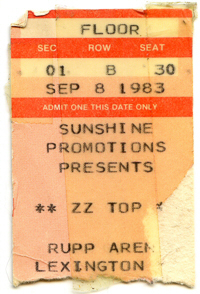 FLOOR
SEC ROW SEAT
01 B 30
SEP 8 1983
ADMIT ONE THIS DATE ONLY
SUNSHINE
PROMOTIONS
PRESENTS
** ZZ TOP *
RUPP AREN
LEXINGTON